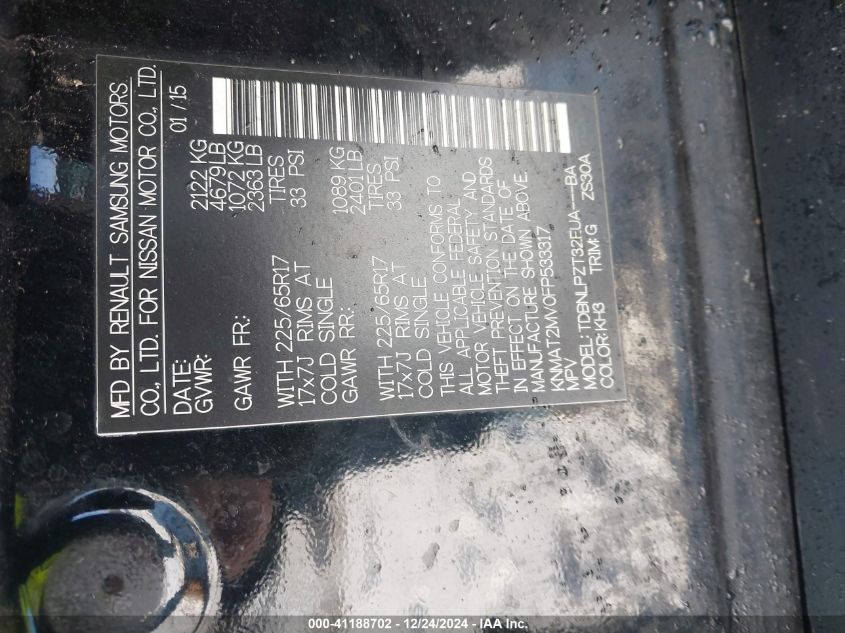 MFD BY RENAULT SAMSUNG MOTORS
CO., LTD. FOR NISSAN MOTOR CO., LTD.
DATE: 01/15
GVWR: 2122 KG
4679 LB
GAWR FR: 1072 KG
2363 LB
WITH 225/65R17 TIRES
17x7J RIMS AT 33 PSI
COLD SINGLE
GAWR RR: 1089 KG
2401 LB
WITH 225/65R17 TIRES
17x7J RIMS AT 33 PSI
COLD SINGLE
THIS VEHICLE CONFORMS TO
ALL APPLICABLE FEDERAL
MOTOR VEHICLE SAFETY AND
THEFT PREVENTION STANDARDS
IN EFFECT ON THE DATE OF
MANUFACTURE SHOWN ABOVE.
KNMAT2MV0FP533317
MPV
MODEL: TDBNLPZT32EUA----BA
COLOR:KH3 TRIM:G ZS30A
000-41188702 - 12/24/2024 - IAA Inc.